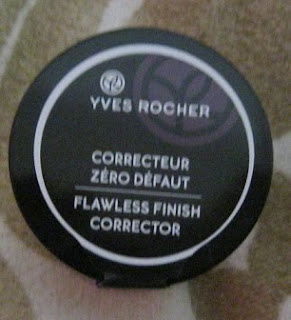 YVES ROCHER
CORRECTEUR
ZÉRO DÉFAUT
FLAWLESS FINISH
CORRECTOR